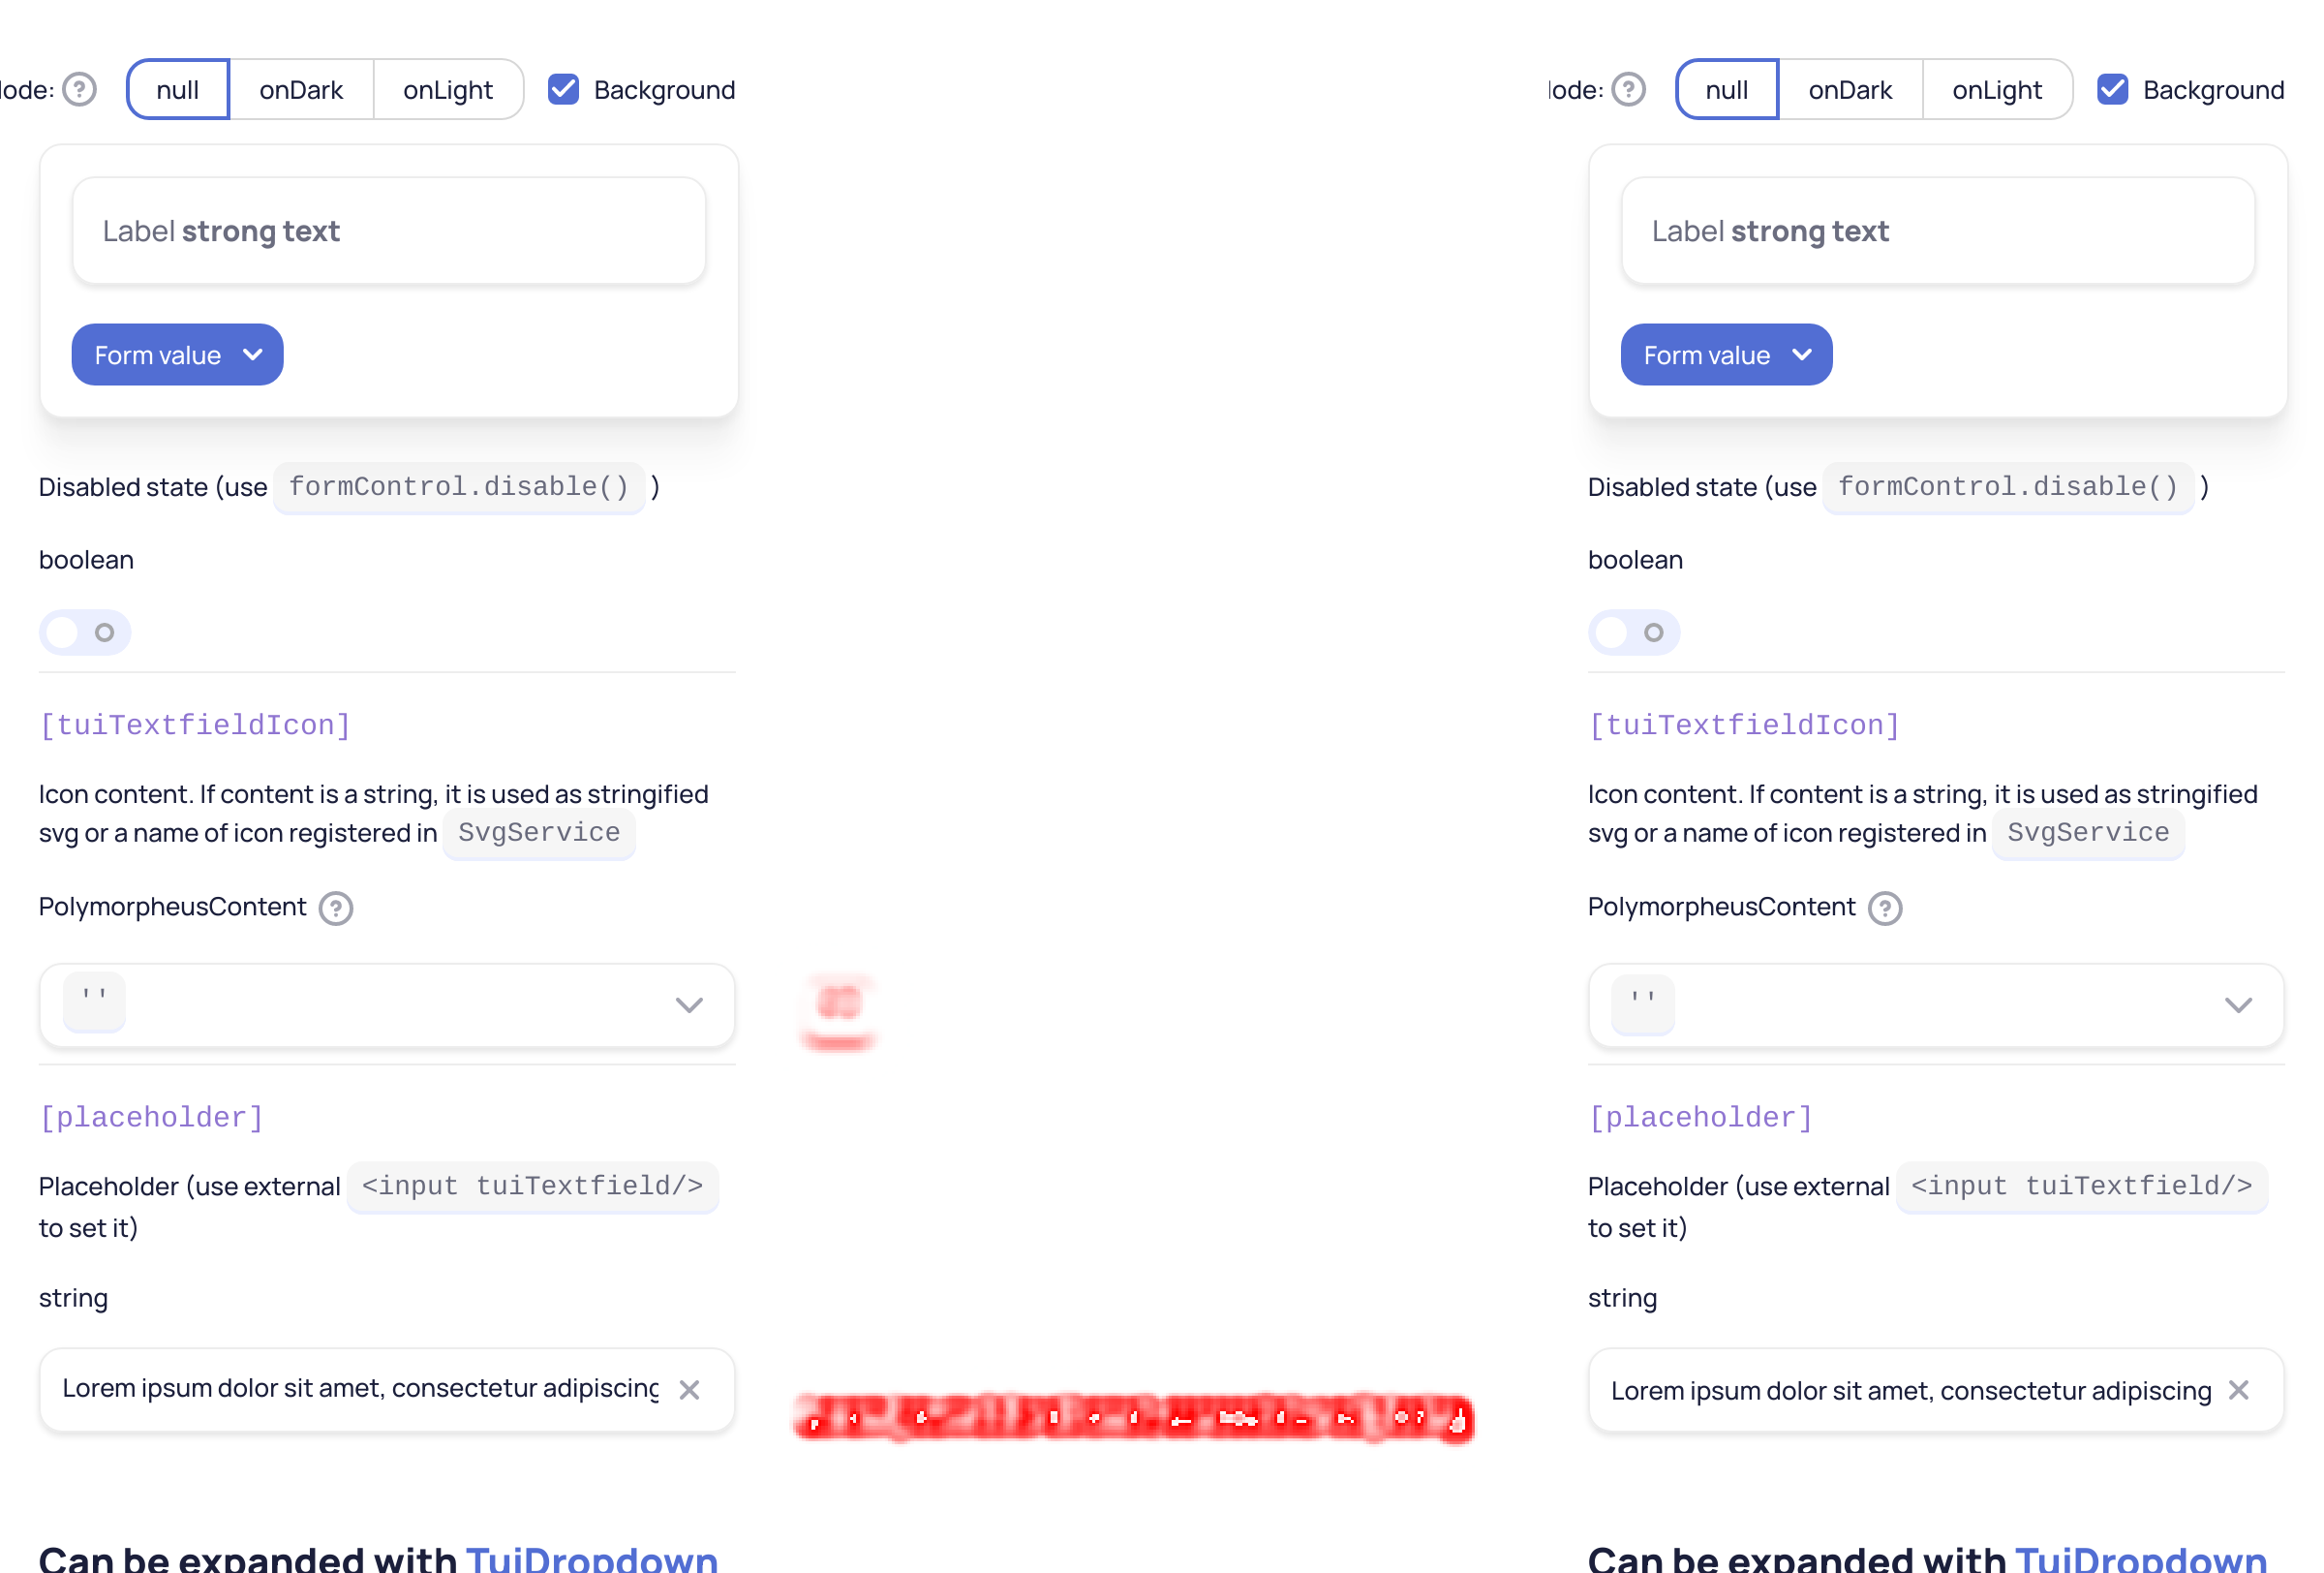 lode: ? null onDark onLight Background
Label strong text
Form value
Disabled state (use formControl.disable() )
boolean
[tuiTextfieldIcon]
Icon content. If content is a string, it is used as stringified
svg or a name of icon registered in SvgService
PolymorpheusContent ?
''
[placeholder]
Placeholder (use external <input tuiTextfield/>
to set it)
string
Lorem ipsum dolor sit amet, consectetur adipiscing
Can be expanded with TuiDropdown
lode: ? null onDark onLight Background
Label strong text
Form value
Disabled state (use formControl.disable() )
boolean
[tuiTextfieldIcon]
Icon content. If content is a string, it is used as stringified
svg or a name of icon registered in SvgService
PolymorpheusContent ?
''
[placeholder]
Placeholder (use external <input tuiTextfield/>
to set it)
string
Lorem ipsum dolor sit amet, consectetur adipiscing
Can be expanded with TuiDropdown